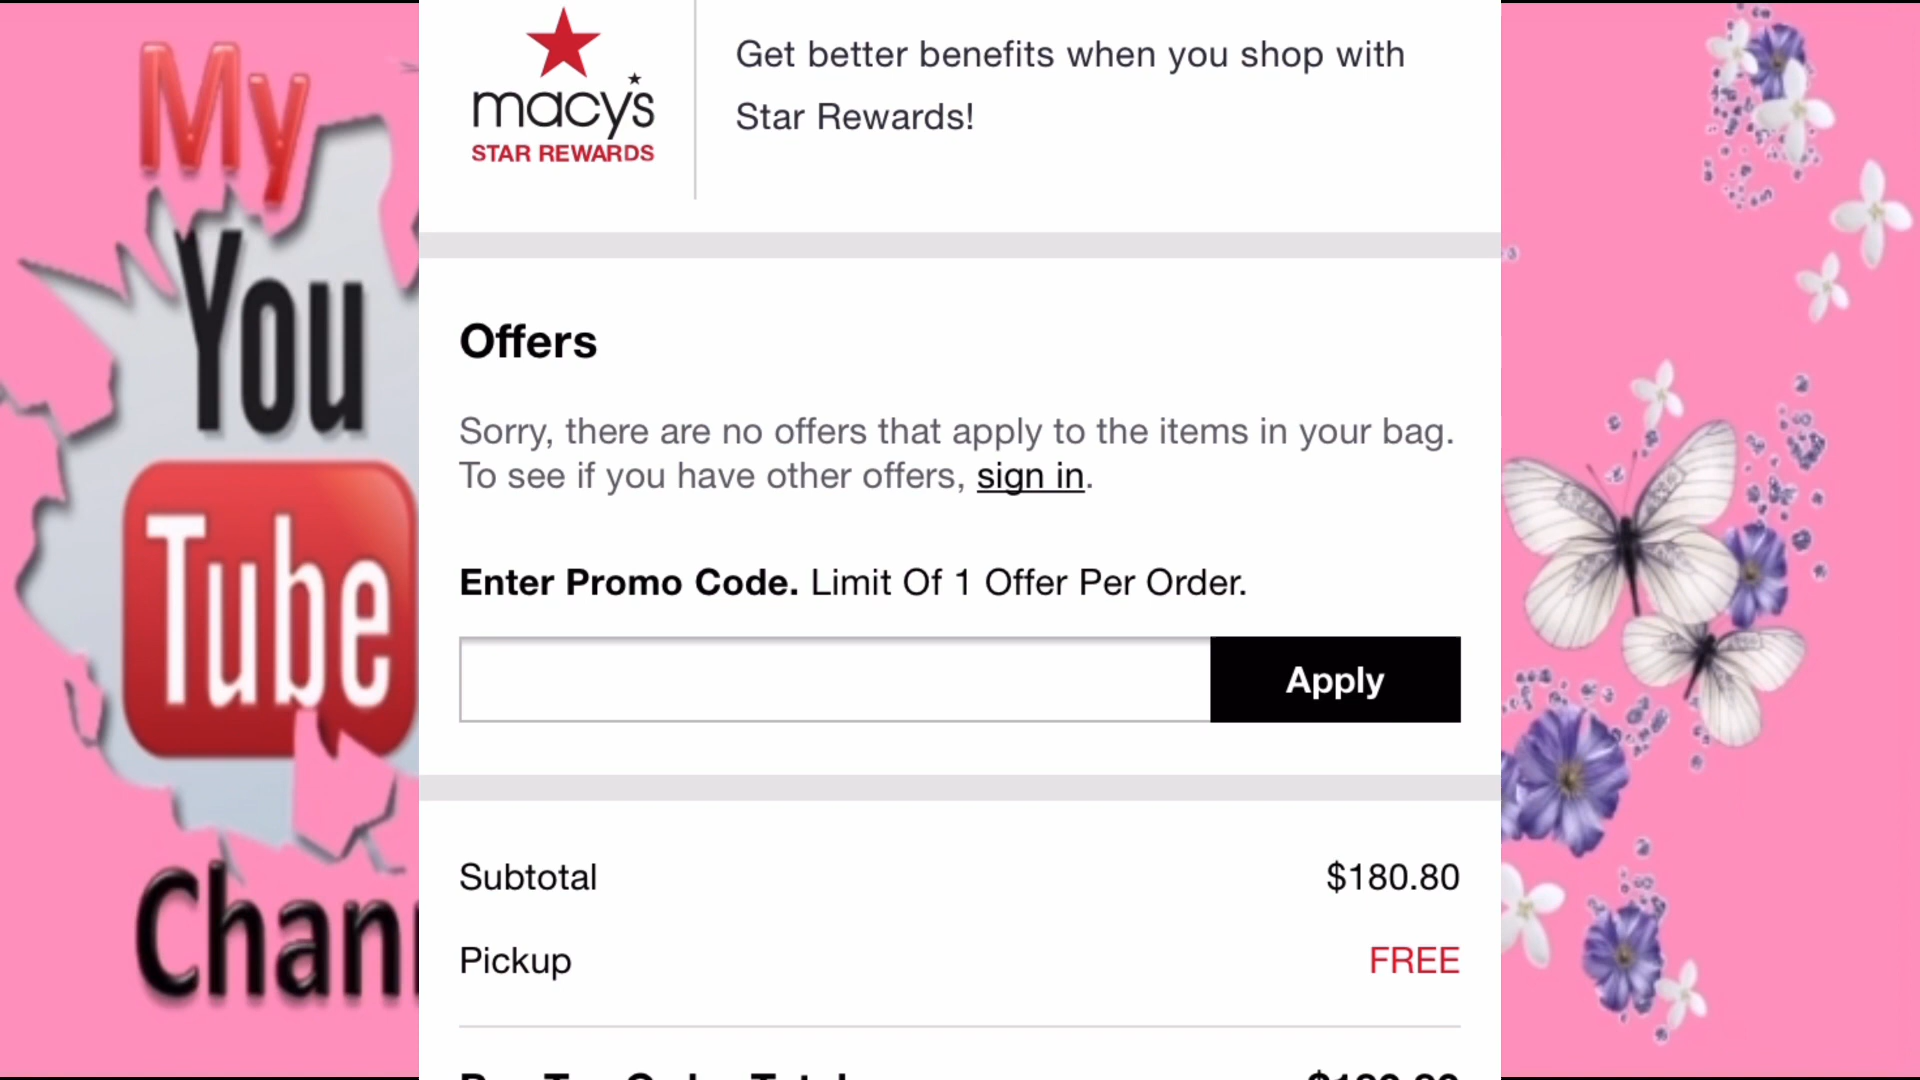 My
You
Tube
Chan
macy's
STAR REWARDS
Get better benefits when you shop with
Star Rewards!
Offers
Sorry, there are no offers that apply to the items in your bag.
To see if you have other offers, sign in.
Enter Promo Code. Limit Of 1 Offer Per Order.
Apply
Subtotal $180.80
Pickup FREE